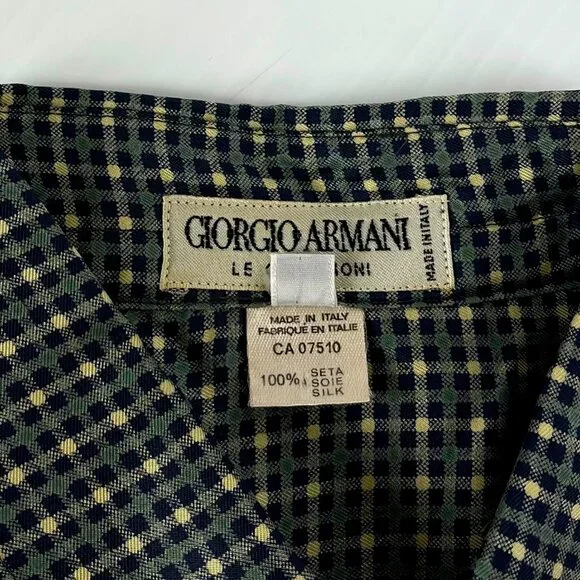 GIORGIO ARMANI
LE
MADE IN ITALY
MADE IN ITALY
FABRIQUE EN ITALIE
CA 07510
100%
SETA
SOIE
SILK